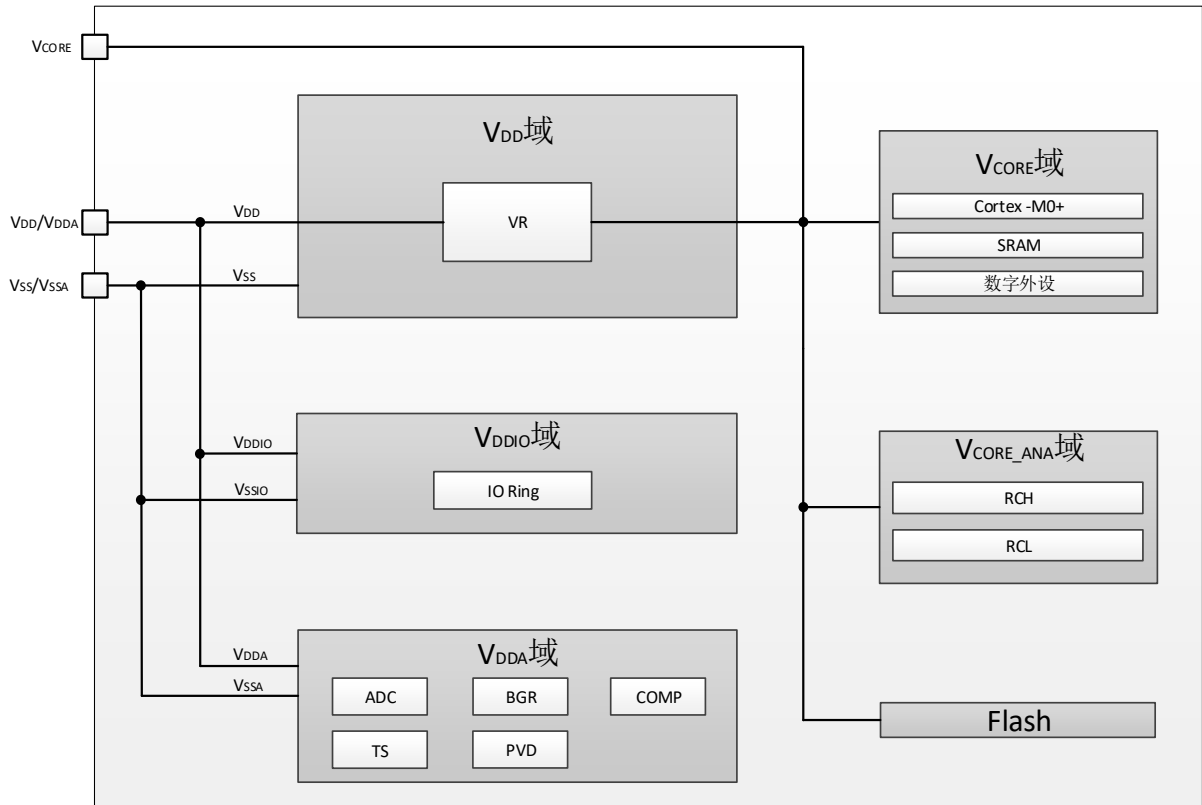 VCORE
VDD域
VCORE域
VDD/VDDA
VDD
VR
Cortex -M0+
SRAM
VSS/VSSA
VSS
数字外设
VDDIO域
VDDIO
IO Ring
VSSIO
VCORE_ANA域
RCH
RCL
VDDA域
VDDA
VSSA
ADC
BGR
COMP
TS
PVD
Flash